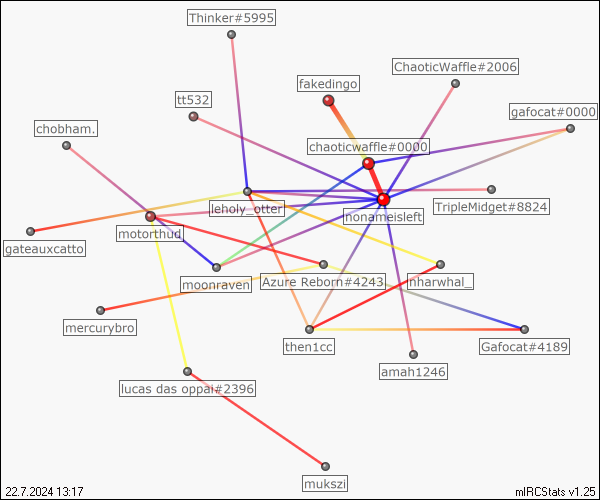 Thinker#5995
ChaoticWaffle#2006
fakedingo
tt532
gafocat#0000
chobham.
chaoticwaffle#0000
leholy_otter
TripleMidget#8824
nonameisleft
motorthud
gateauxcatto
moonraven
Azure Reborn#4243
nharwhal_
mercurybro
then1cc
Gafocat#4189
amah1246
lucas das oppai#2396
mukszi
22.7.2024 13:17
mIRCStats v1.25